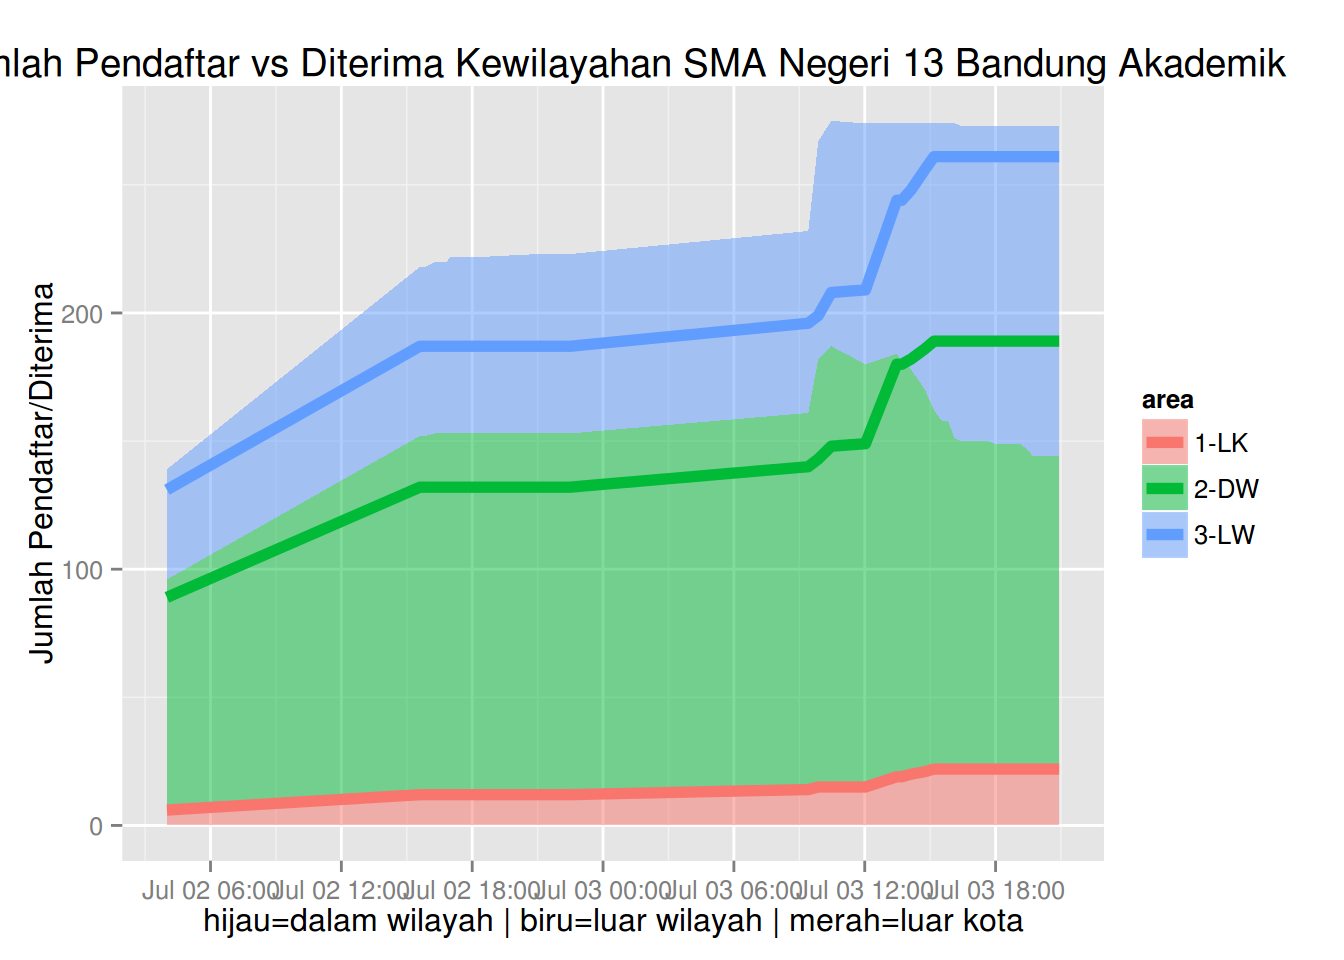 Pendaftar vs Diterima Kewilayahan SMA Negeri 13 Bandung Akademik
Jumlah Pendaftar/Diterima
200
100
0
Jul 02 06:00
Jul 02 12:00
Jul 02 18:00
Jul 03 00:00
Jul 03 06:00
Jul 03 12:00
Jul 03 18:00
hijau=dalam wilayah | biru=luar wilayah | merah=luar kota
area
1-LK
2-DW
3-LW